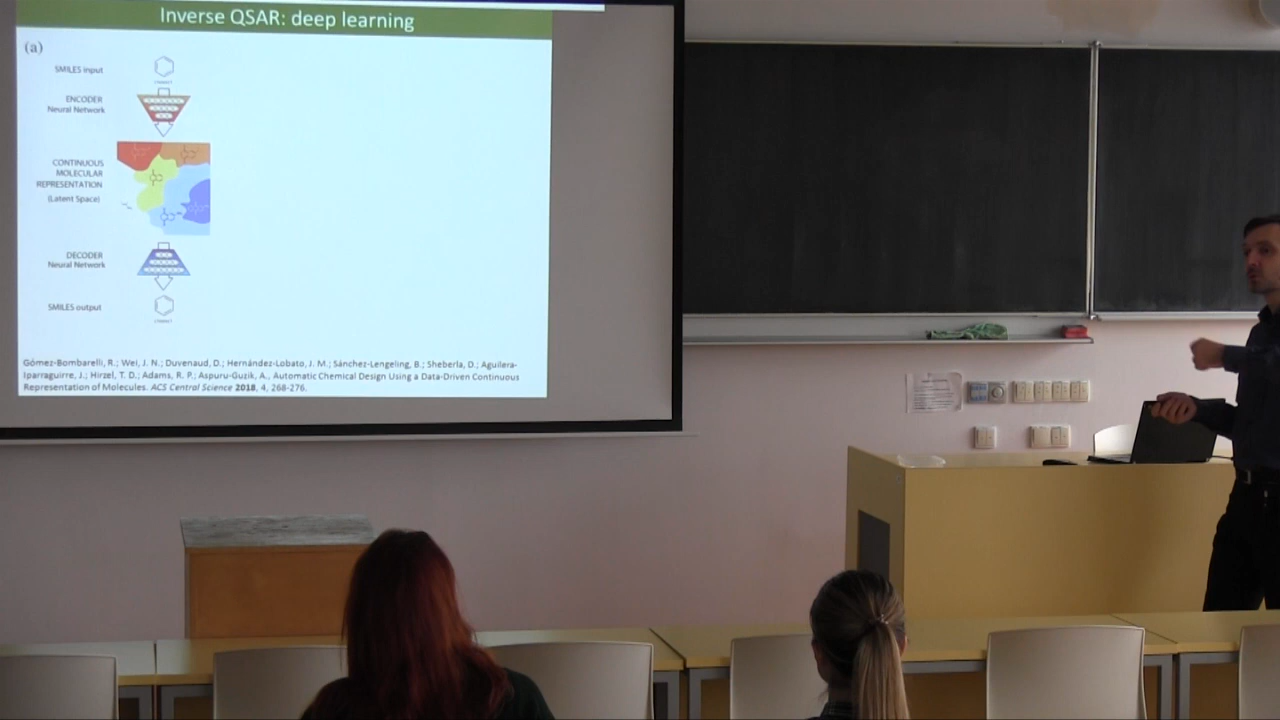 Inverse QSAR: deep learning
(a)
SMILES input
ENCODER
Neural Network
CONTINUOUS
MOLECULAR
REPRESENTATION
(Latent Space)
DECODER
Neural Network
SMILES output
Gómez-Bombarelli, R.; Wei, J. N.; Duvenaud, D.; Hernández-Lobato, J. M.; Sánchez-Lengeling, B.; Sheberla, D.; Aguilera-
Iparraguirre, J.; Hirzel, T. D.; Adams, R. P.; Aspuru-Guzik, A., Automatic Chemical Design Using a Data-Driven Continuous
Representation of Molecules. ACS Central Science 2018, 4, 268-276.